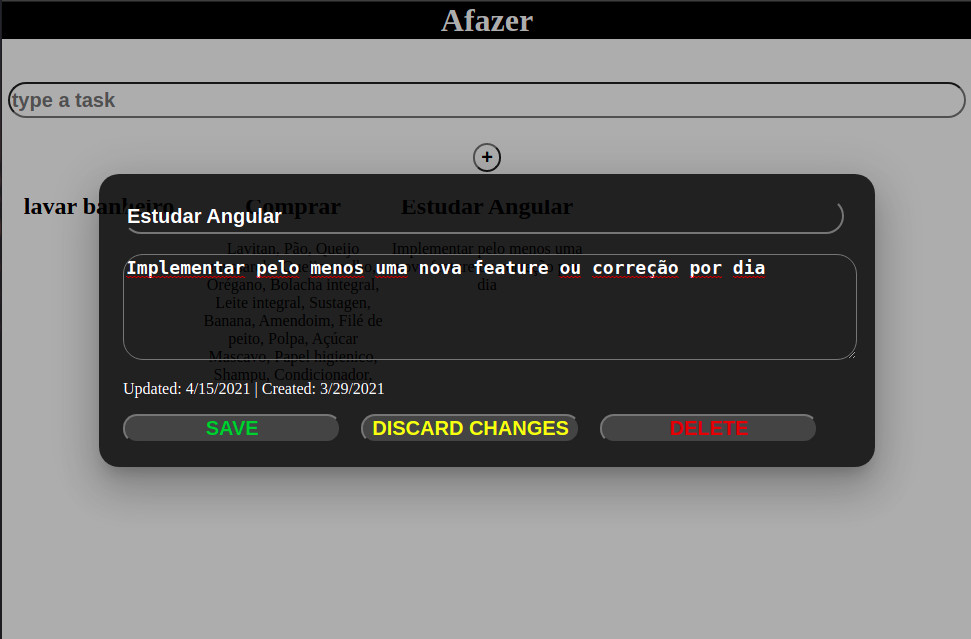 Afazer
type a task
+
lavar banheiro
Comprar
Estudar Angular
Estudar Angular
Lavitan, Pão, Queijo
Orégano, Bolacha integral,
Leite integral, Sustagen,
Banana, Amendoim, Filé de
peito, Polpa, Açúcar
Mascavo, Papel higienico,
Shampu, Condicionador,
Implementar pelo menos uma
dia
Implementar pelo menos uma nova feature ou correção por dia
Updated: 4/15/2021 | Created: 3/29/2021
SAVE
DISCARD CHANGES
DELETE